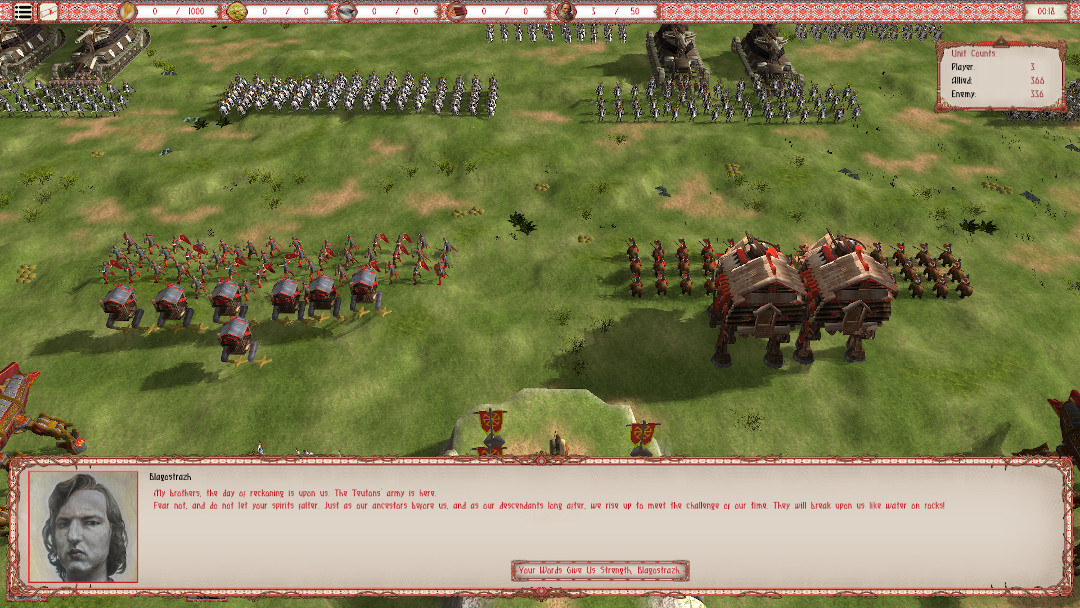 0 / 1000 0 / 0 0 / 0 0 / 0 3 / 50 00:18
Unit Counts
Player: 3
Allied: 366
Enemy: 336
Blagostrazh
My brothers, the day of reckoning is upon us. The Teutons' army is here.
Fear not, and do not let your spirits falter. Just as our ancestors before us, and as our descendants long after, we rise up to meet the challenge of our time. They will break upon us like water on rocks!
Your Words Give Us Strength, Blagostrazh.